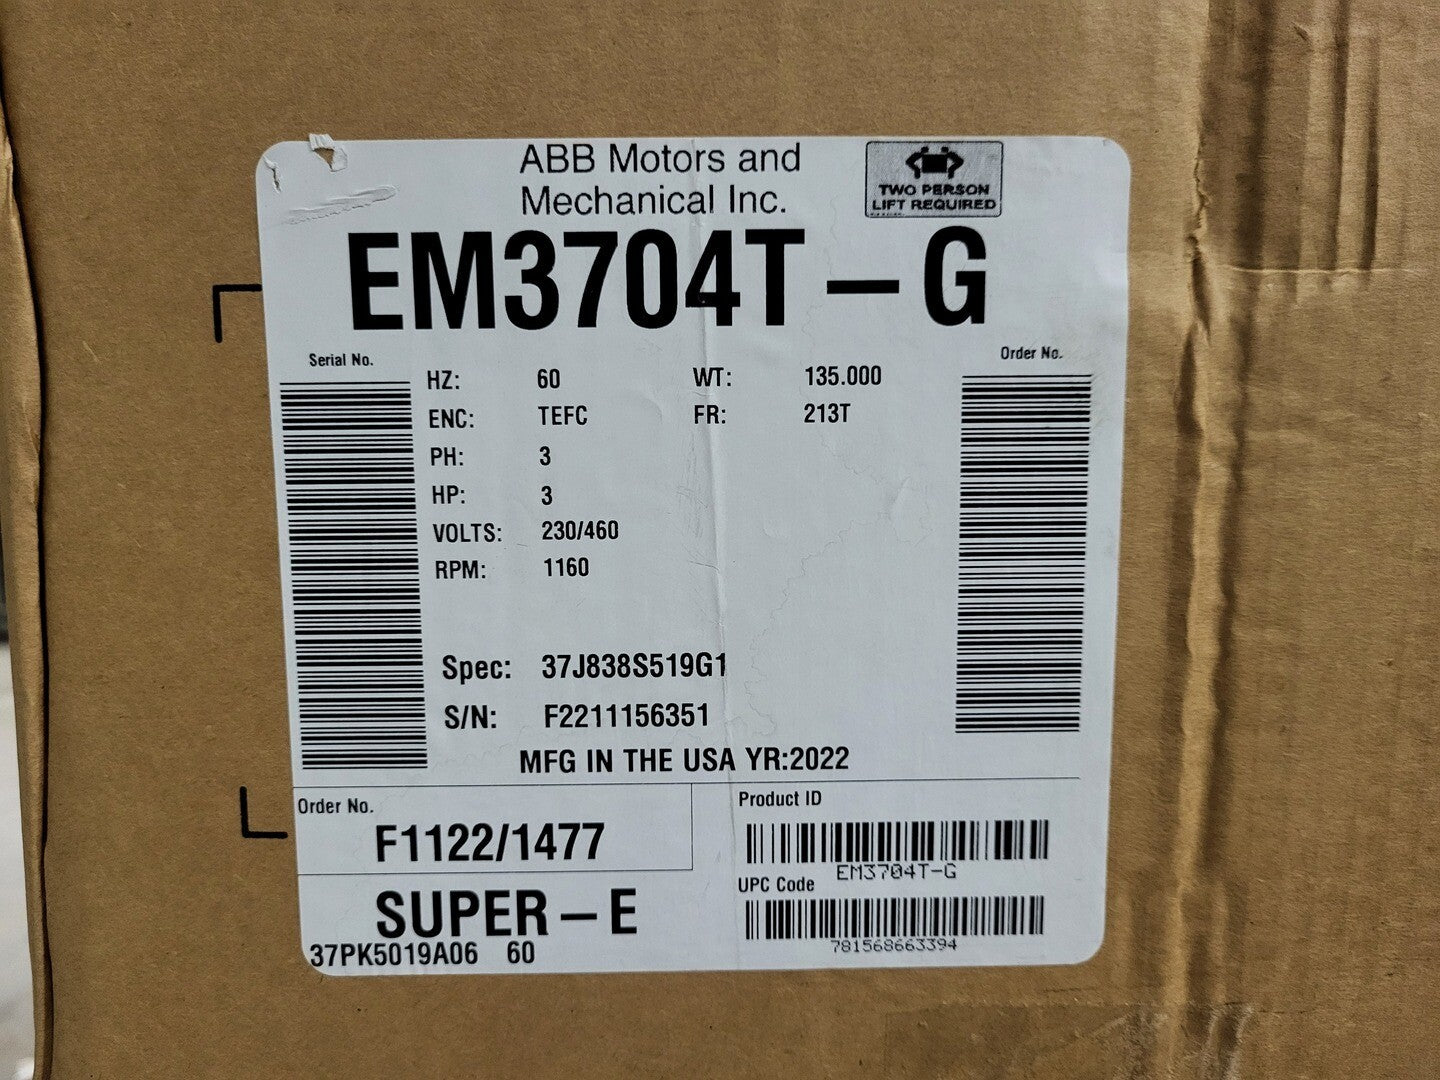 ABB Motors and
Mechanical Inc.
TWO PERSON
LIFT REQUIRED
EM3704T-G
Serial No.
Order No.
HZ: 60 WT: 135.000
ENC: TEFC FR: 213T
PH: 3
HP: 3
VOLTS: 230/460
RPM: 1160
Spec: 37J838S519G1
S/N: F2211156351
MFG IN THE USA YR:2022
Order No.
F1122/1477
Product ID
EM3704T-G
UPC Code
781568663394
SUPER-E
37PK5019A06 60